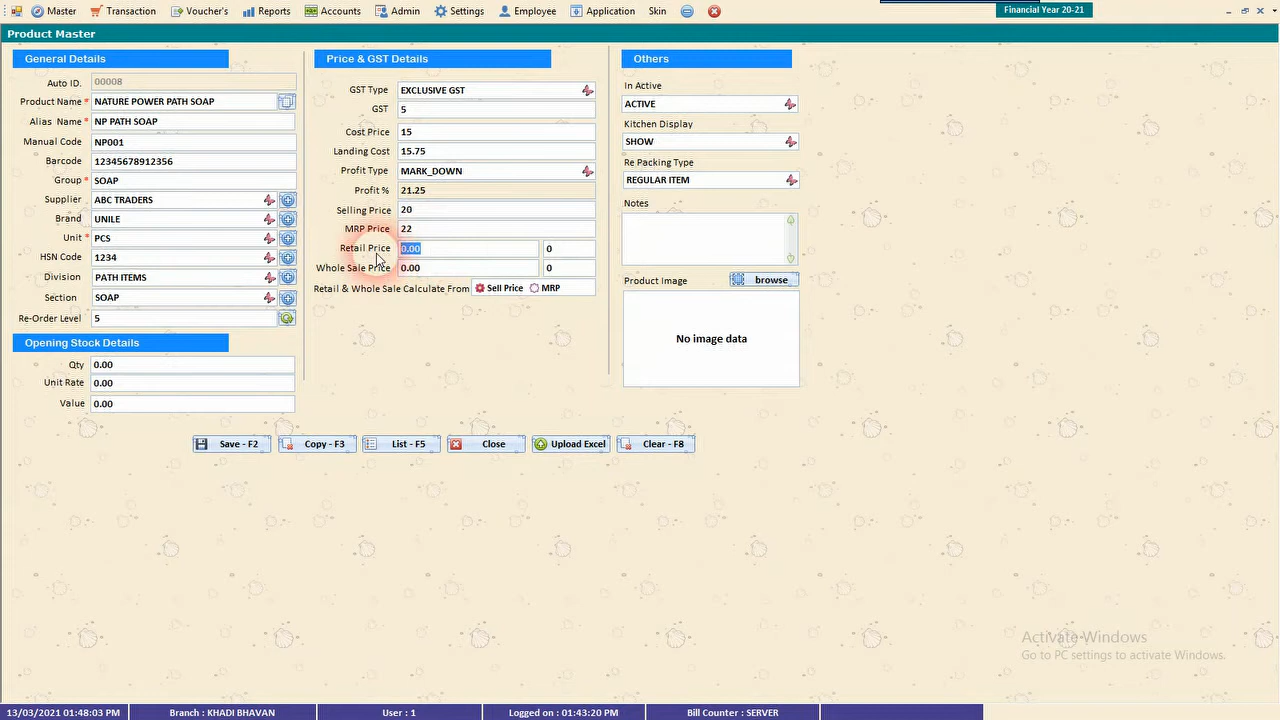 Master Transaction Voucher's Reports Accounts Admin Settings Employee Application Skin Financial Year 20-21
Product Master
General Details
Auto ID. 00008
Product Name * NATURE POWER PATH SOAP
Alias Name * NP PATH SOAP
Manual Code NP001
Barcode 12345678912356
Group * SOAP
Supplier ABC TRADERS
Brand UNILE
Unit * PCS
HSN Code 1234
Division PATH ITEMS
Section SOAP
Re-Order Level 5
Opening Stock Details
Qty 0.00
Unit Rate 0.00
Value 0.00
Price & GST Details
GST Type EXCLUSIVE GST
GST 5
Cost Price 15
Landing Cost 15.75
Profit Type MARK_DOWN
Profit % 21.25
Selling Price 20
MRP Price 22
Retail Price 0.00 0
Whole Sale Price 0.00 0
Retail & Whole Sale Calculate From Sell Price MRP
Others
In Active
ACTIVE
Kitchen Display
SHOW
Re Packing Type
REGULAR ITEM
Notes
Product Image browse
No image data
Save - F2 Copy - F3 List - F5 Close Upload Excel Clear - F8
Activate Windows
Go to PC settings to activate Windows.
13/03/2021 01:48:03 PM Branch : KHADI BHAVAN User : 1 Logged on : 01:43:20 PM Bill Counter : SERVER